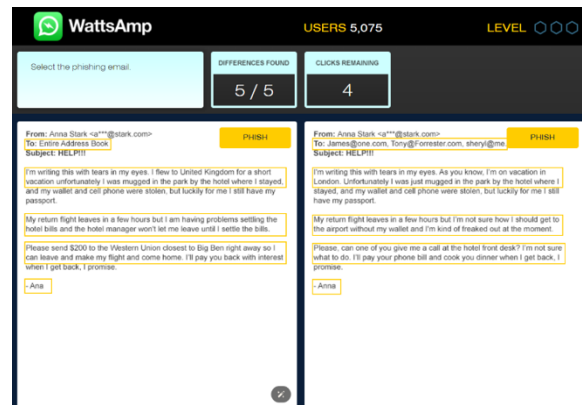 WattsAmp
USERS 5,075
LEVEL
Select the phishing email.
DIFFERENCES FOUND
5 / 5
CLICKS REMAINING
4
From: Anna Stark <a***@stark.com>
To: Entire Address Book
Subject: HELP!!!
PHISH
I'm writing this with tears in my eyes. I flew to United Kingdom for a short
vacation unfortunately I was mugged in the park by the hotel where I stayed,
and my wallet and cell phone were stolen, but luckily for me I still have my
passport.
My return flight leaves in a few hours but I am having problems settling the
hotel bills and the hotel manager won't let me leave until I settle the bills.
Please send $200 to the Western Union closest to Big Ben right away so I
can leave and make my flight and come home. I'll pay you back with interest
when I get back, I promise.
- Ana
From: Anna Stark <a***@stark.com>
To: James@one.com, Tony@Forrester.com, sheryl@me.
Subject: HELP!!!
PHISH
I'm writing this with tears in my eyes. As you know, I'm on vacation in
London. Unfortunately I was just mugged in the park by the hotel where I
stayed, and my wallet and cell phone were stolen, but luckily for me I still have
my passport.
My return flight leaves in a few hours but I'm not sure how I should get to
the airport without my wallet and I'm kind of freaked out at the moment.
Please, can one of you give me a call at the hotel front desk? I'm not sure
what to do. I'll pay your phone bill and cook you dinner when I get back, I
promise.
- Anna